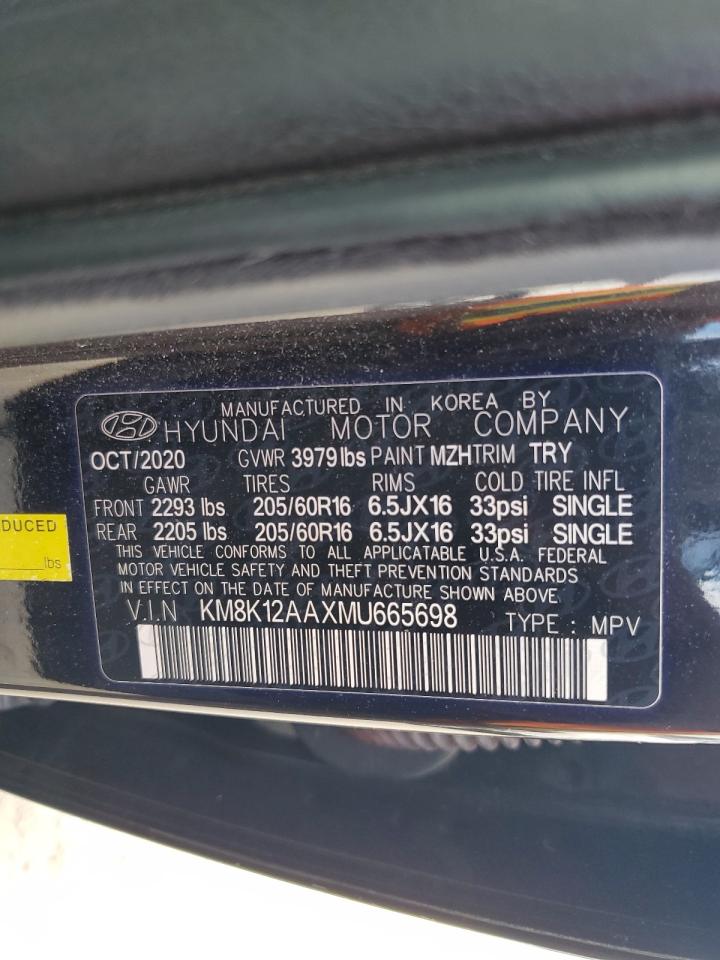 MANUFACTURED IN KOREA BY
HYUNDAI MOTOR COMPANY
OCT/2020 GVWR 3979lbs PAINT MZH TRIM TRY
GAWR TIRES RIMS COLD TIRE INFL
FRONT 2293 lbs 205/60R16 6.5JX16 33psi SINGLE
REAR 2205 lbs 205/60R16 6.5JX16 33psi SINGLE
THIS VEHICLE CONFORMS TO ALL APPLICATABLE U.S.A. FEDERAL
MOTOR VEHICLE SAFETY AND THEFT PREVENTION STANDARDS
IN EFFECT ON THE DATE OF MANUFACTURE SHOWN ABOVE.
V.I.N KM8K12AAXMU665698 TYPE : MPV
DUCED
lbs